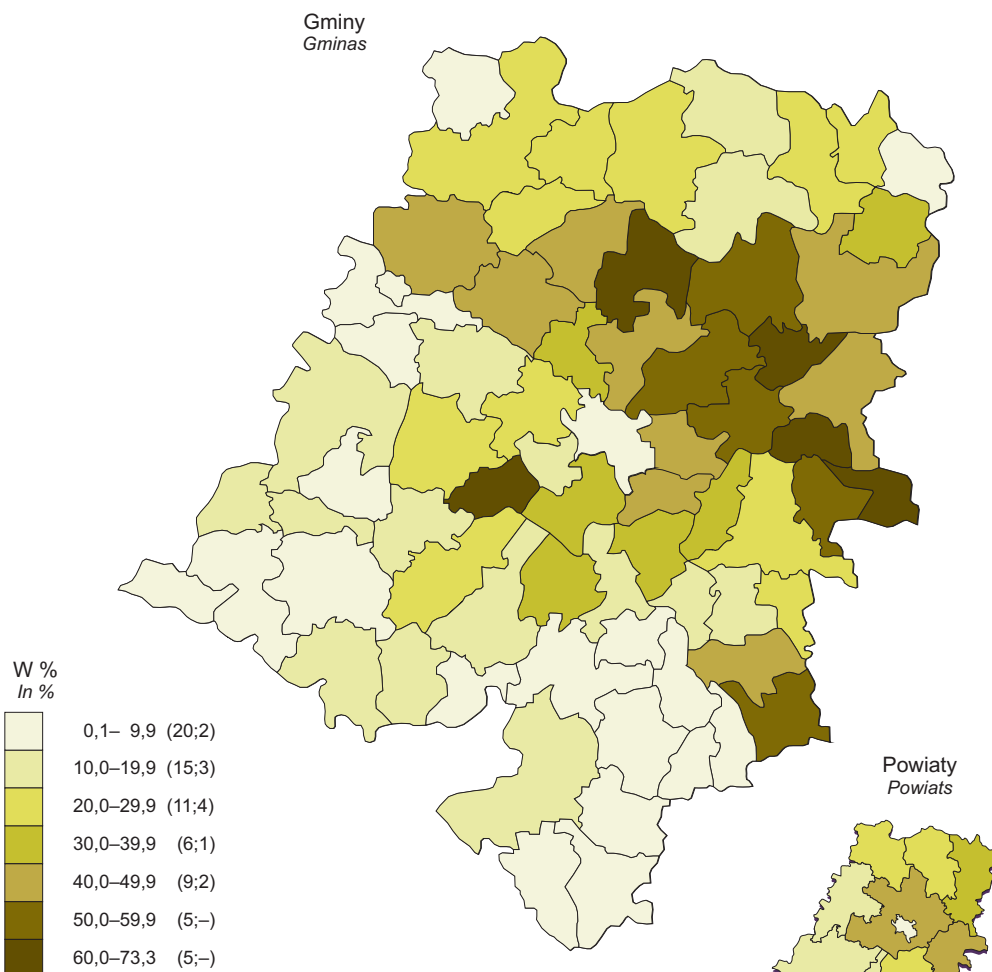 Gminy
Gminas
W %
In %
0,1– 9,9 (20;2)
10,0–19,9 (15;3)
20,0–29,9 (11;4)
30,0–39,9 (6;1)
40,0–49,9 (9;2)
50,0–59,9 (5;–)
60,0–73,3 (5;–)
Powiaty
Powiats